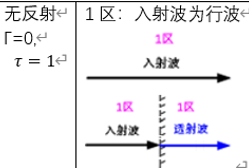 无反射
Γ=0,
τ = 1
1 区：入射波为行波
1区
入射波
1区 1区
入射波 透射波